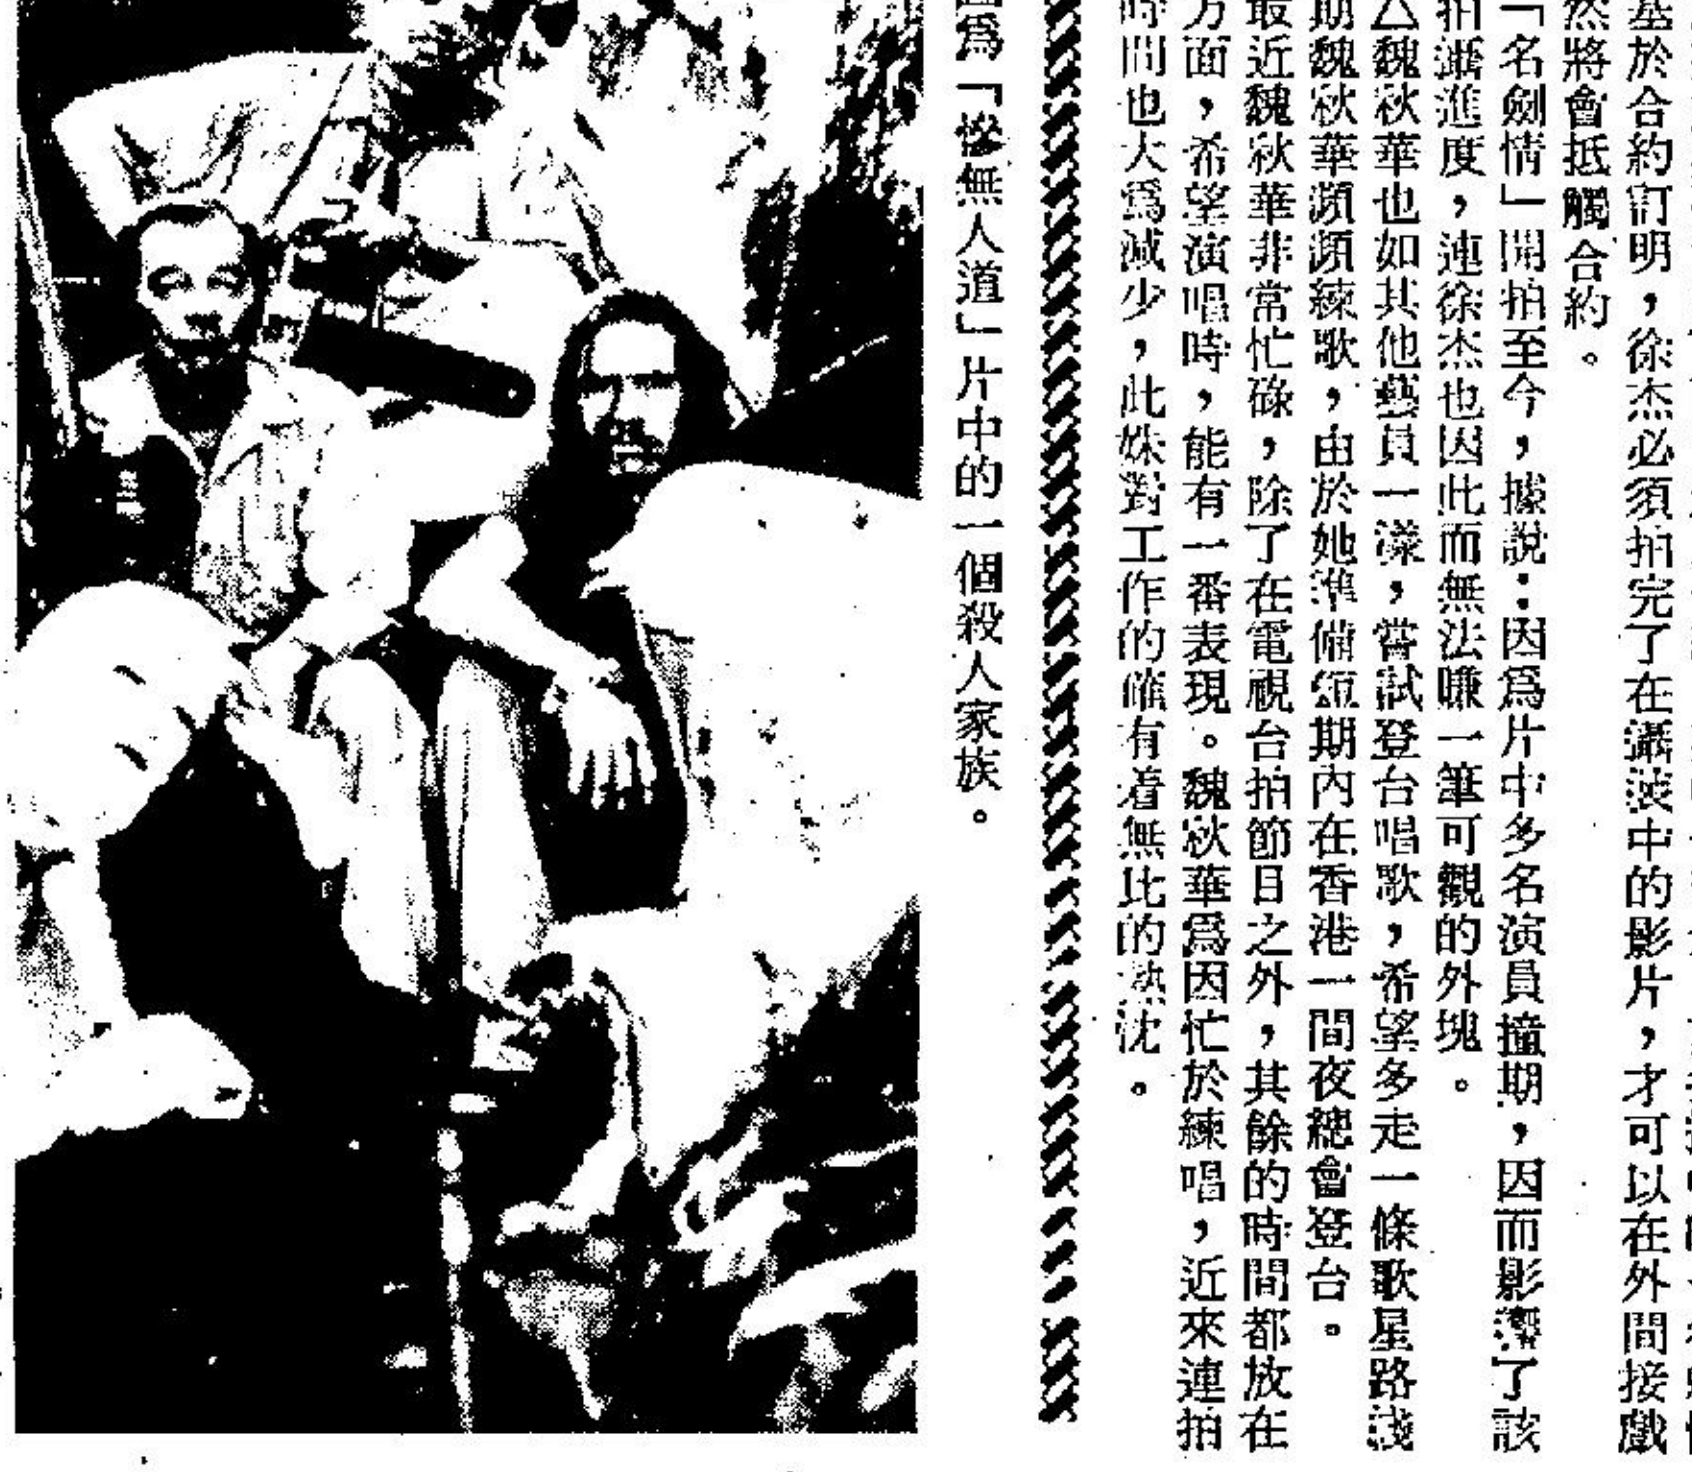 基於合約訂明，徐杰必須拍完了在攝製中的影片，才可以在外間接戲
然將會抵觸合約。
「名劍情」開拍至今，據說：因爲片中多名演員撞期，因而影響了該
拍攝進度，連徐杰也因此而無法賺一筆可觀的外塊。
△魏秋華也如其他藝員一樣，嘗試登台唱歌，希望多走一條歌星路綫
期魏秋華頻頻練歌，由於她準備短期內在香港一間夜總會登台。
最近魏秋華非常忙碌，除了在電視台拍節目之外，其餘的時間都放在
方面，希望演唱時，能有一番表現。魏秋華爲因忙於練唱，近來連拍
時間也大爲減少，此姝對工作的確有着無比的熱沈。
圖爲「慘無人道」片中的一個殺人家族。